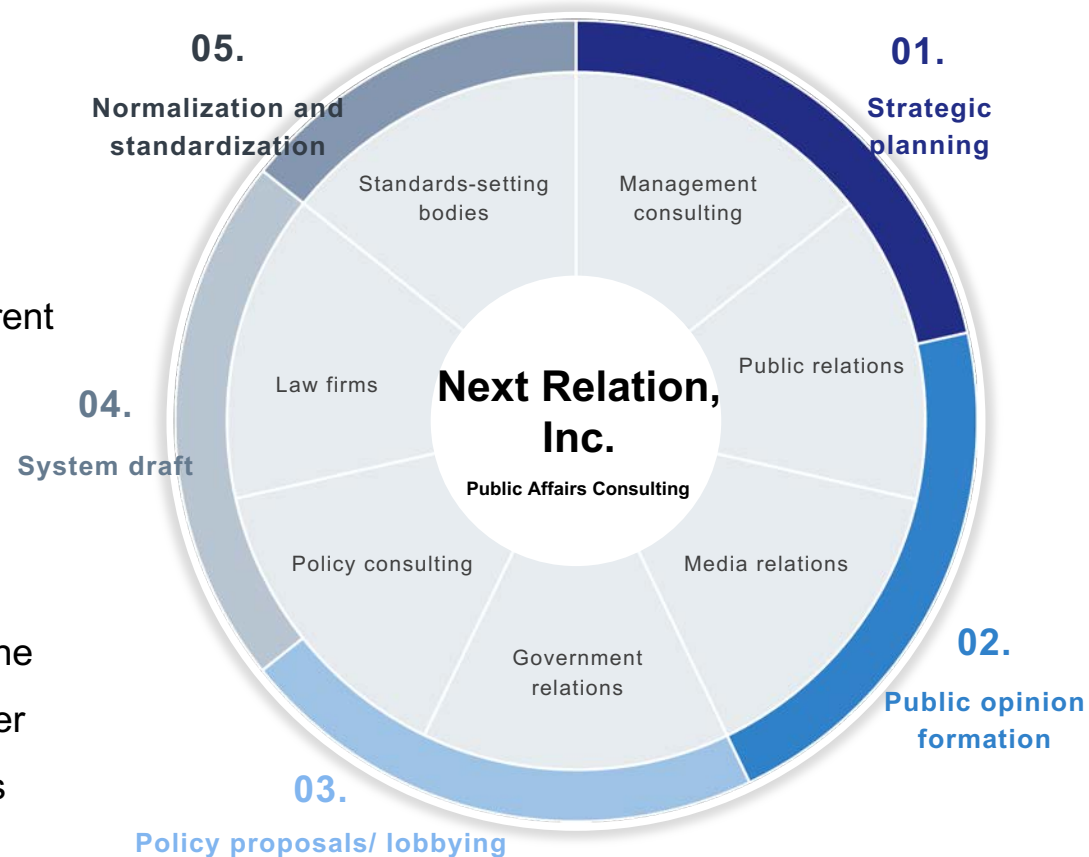 05.
Normalization and
standardization
01.
Strategic
planning
Standards-setting
bodies
Management
consulting
Public relations
Law firms
Next Relation,
Inc.
Public Affairs Consulting
04.
System draft
Policy consulting
Media relations
Government
relations
02.
Public opinion
formation
03.
Policy proposals/ lobbying